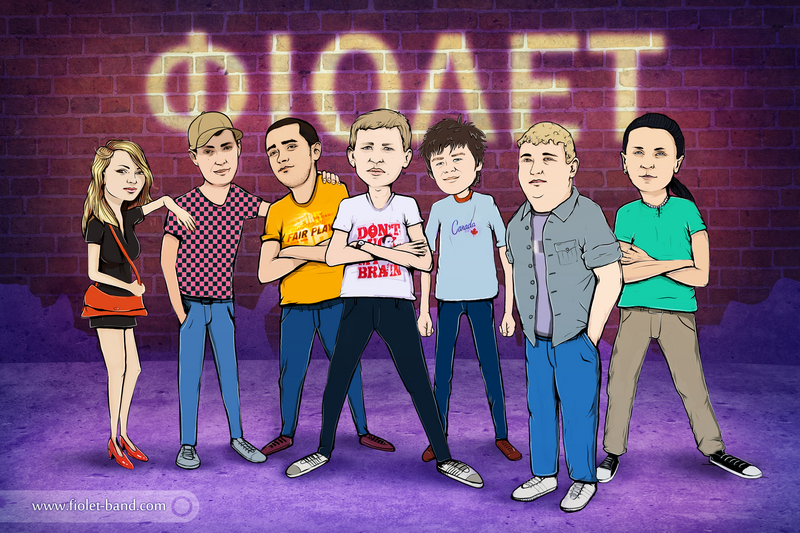 ФІОЛЕТ
FAIR PLAY
DON'T
BRAIN
Canada
www.fiolet-band.com